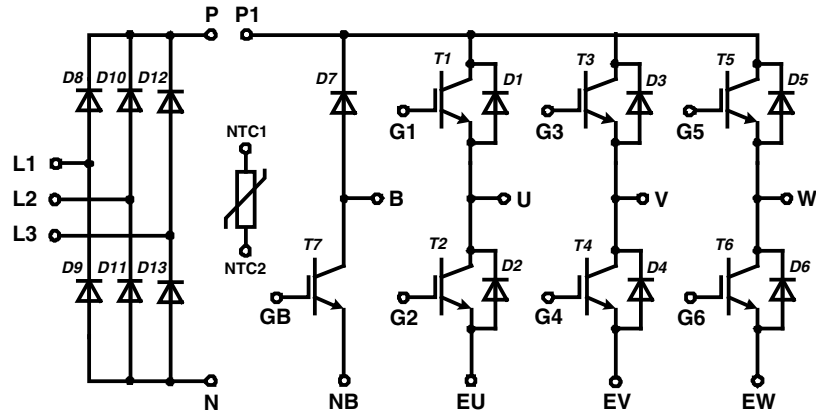 P P1
D8 D10 D12 D7 T1 D1 T3 D3 T5 D5
NTC1
G1 G3 G5
L1
L2 B U V W
L3
NTC2
D9 D11 D13 T7 T2 D2 T4 D4 T6 D6
GB G2 G4 G6
N NB EU EV EW